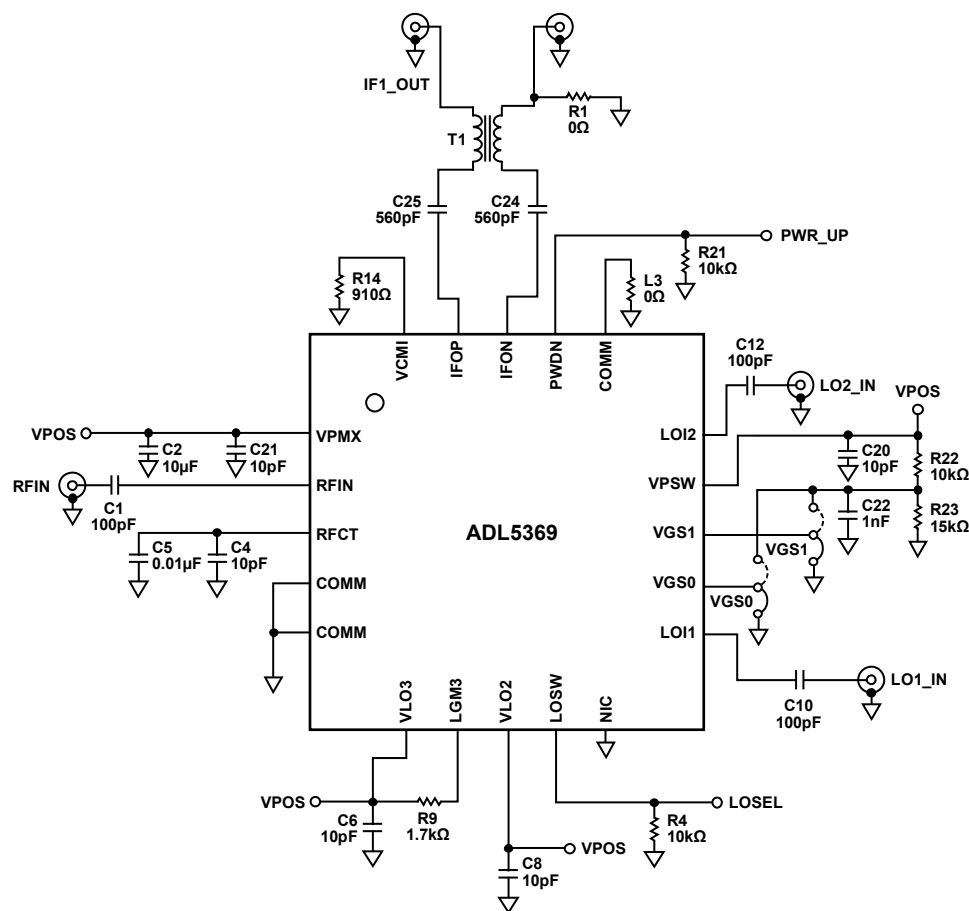 IF1_OUT
R1
0Ω
T1
C25
560pF
C24
560pF
PWR_UP
R21
10kΩ
R14
910Ω
L3
0Ω
VCMI
IFOP
IFON
PWDN
COMM
C12
100pF
LO2_IN
VPOS
VPOS
C2
10µF
C21
10pF
VPMX
LOI2
C20
10pF
R22
10kΩ
RFIN
C1
100pF
RFIN
VPSW
C22
1nF
R23
15kΩ
C5
0.01µF
C4
10pF
RFCT
ADL5369
VGS1
VGS1
COMM
VGS0
VGS0
COMM
LOI1
LO1_IN
C10
100pF
VLO3
LGM3
VLO2
LOSW
NIC
VPOS
C6
10pF
R9
1.7kΩ
LOSEL
R4
10kΩ
VPOS
C8
10pF